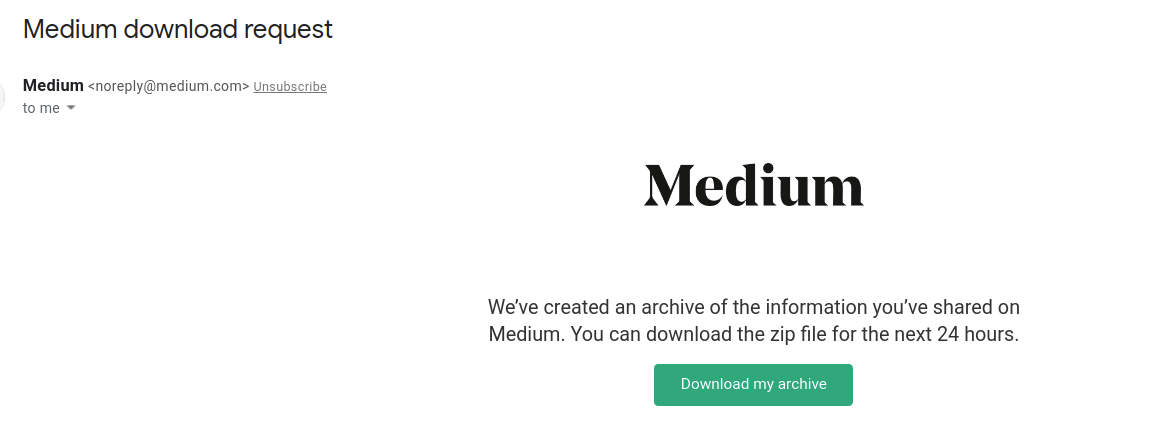 Medium download request
Medium <noreply@medium.com> Unsubscribe
to me
Medium
We’ve created an archive of the information you’ve shared on
Medium. You can download the zip file for the next 24 hours.
Download my archive